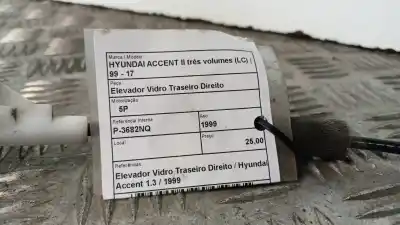 Marca / Modelo
HYUNDAI ACCENT II três volumes (LC) |
99 - 17
Peça
Elevador Vidro Traseiro Direito
Motorização
5P
Referência Interna
P-3682NQ
Ano
1999
Local
Preço
25,00
Referências
Elevador Vidro Traseiro Direito / Hyundai
Accent 1.3 / 1999